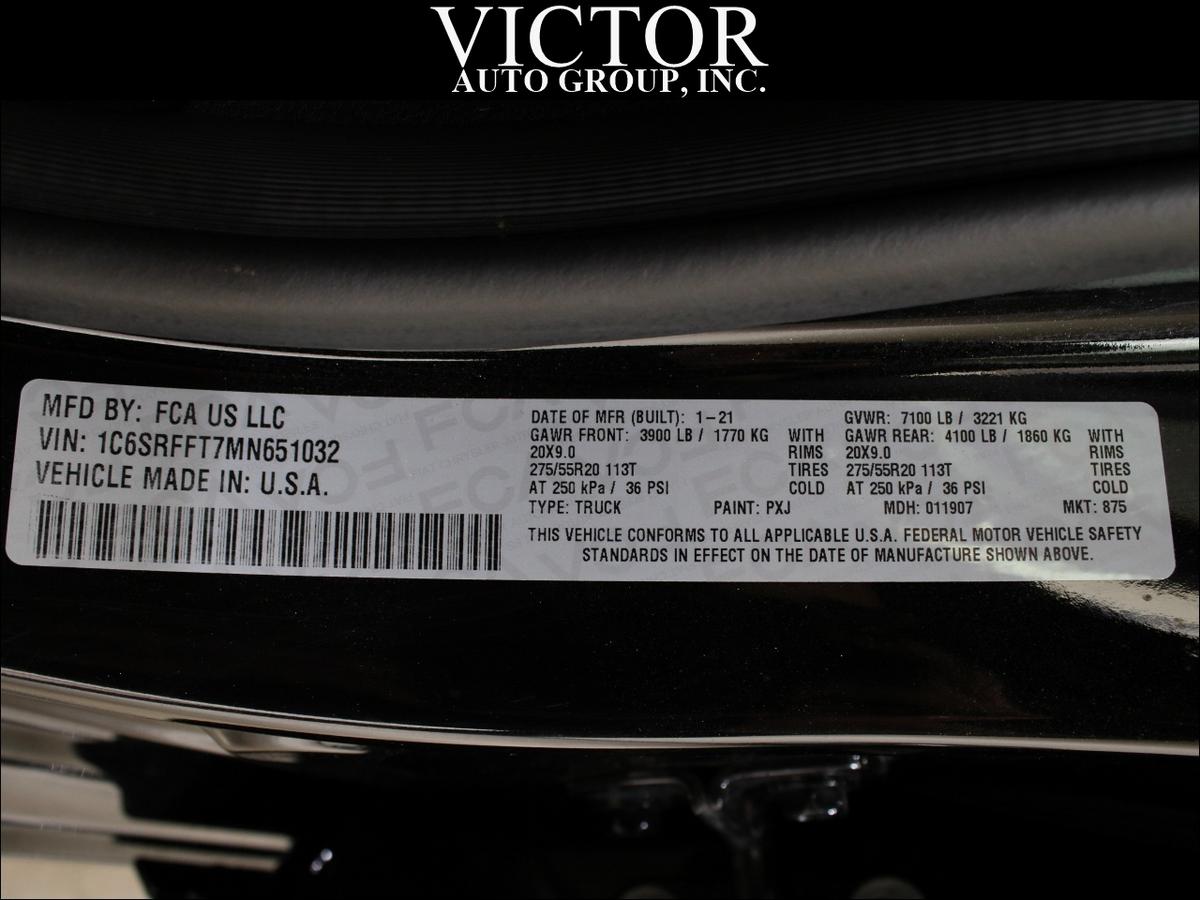 VICTOR
AUTO GROUP, INC.
MFD BY: FCA US LLC
VIN: 1C6SRFFT7MN651032
VEHICLE MADE IN: U.S.A.
DATE OF MFR (BUILT): 1-21 GVWR: 7100 LB / 3221 KG
GAWR FRONT: 3900 LB / 1770 KG WITH GAWR REAR: 4100 LB / 1860 KG WITH
20X9.0 RIMS 20X9.0 RIMS
275/55R20 113T TIRES 275/55R20 113T TIRES
AT 250 kPa / 36 PSI COLD AT 250 kPa / 36 PSI COLD
TYPE: TRUCK PAINT: PXJ MDH: 011907 MKT: 875
THIS VEHICLE CONFORMS TO ALL APPLICABLE U.S.A. FEDERAL MOTOR VEHICLE SAFETY
STANDARDS IN EFFECT ON THE DATE OF MANUFACTURE SHOWN ABOVE.